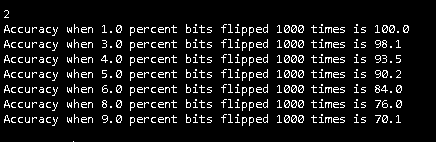 2
Accuracy when 1.0 percent bits flipped 1000 times is 100.0
Accuracy when 3.0 percent bits flipped 1000 times is 98.1
Accuracy when 4.0 percent bits flipped 1000 times is 93.5
Accuracy when 5.0 percent bits flipped 1000 times is 90.2
Accuracy when 6.0 percent bits flipped 1000 times is 84.0
Accuracy when 8.0 percent bits flipped 1000 times is 76.0
Accuracy when 9.0 percent bits flipped 1000 times is 70.1